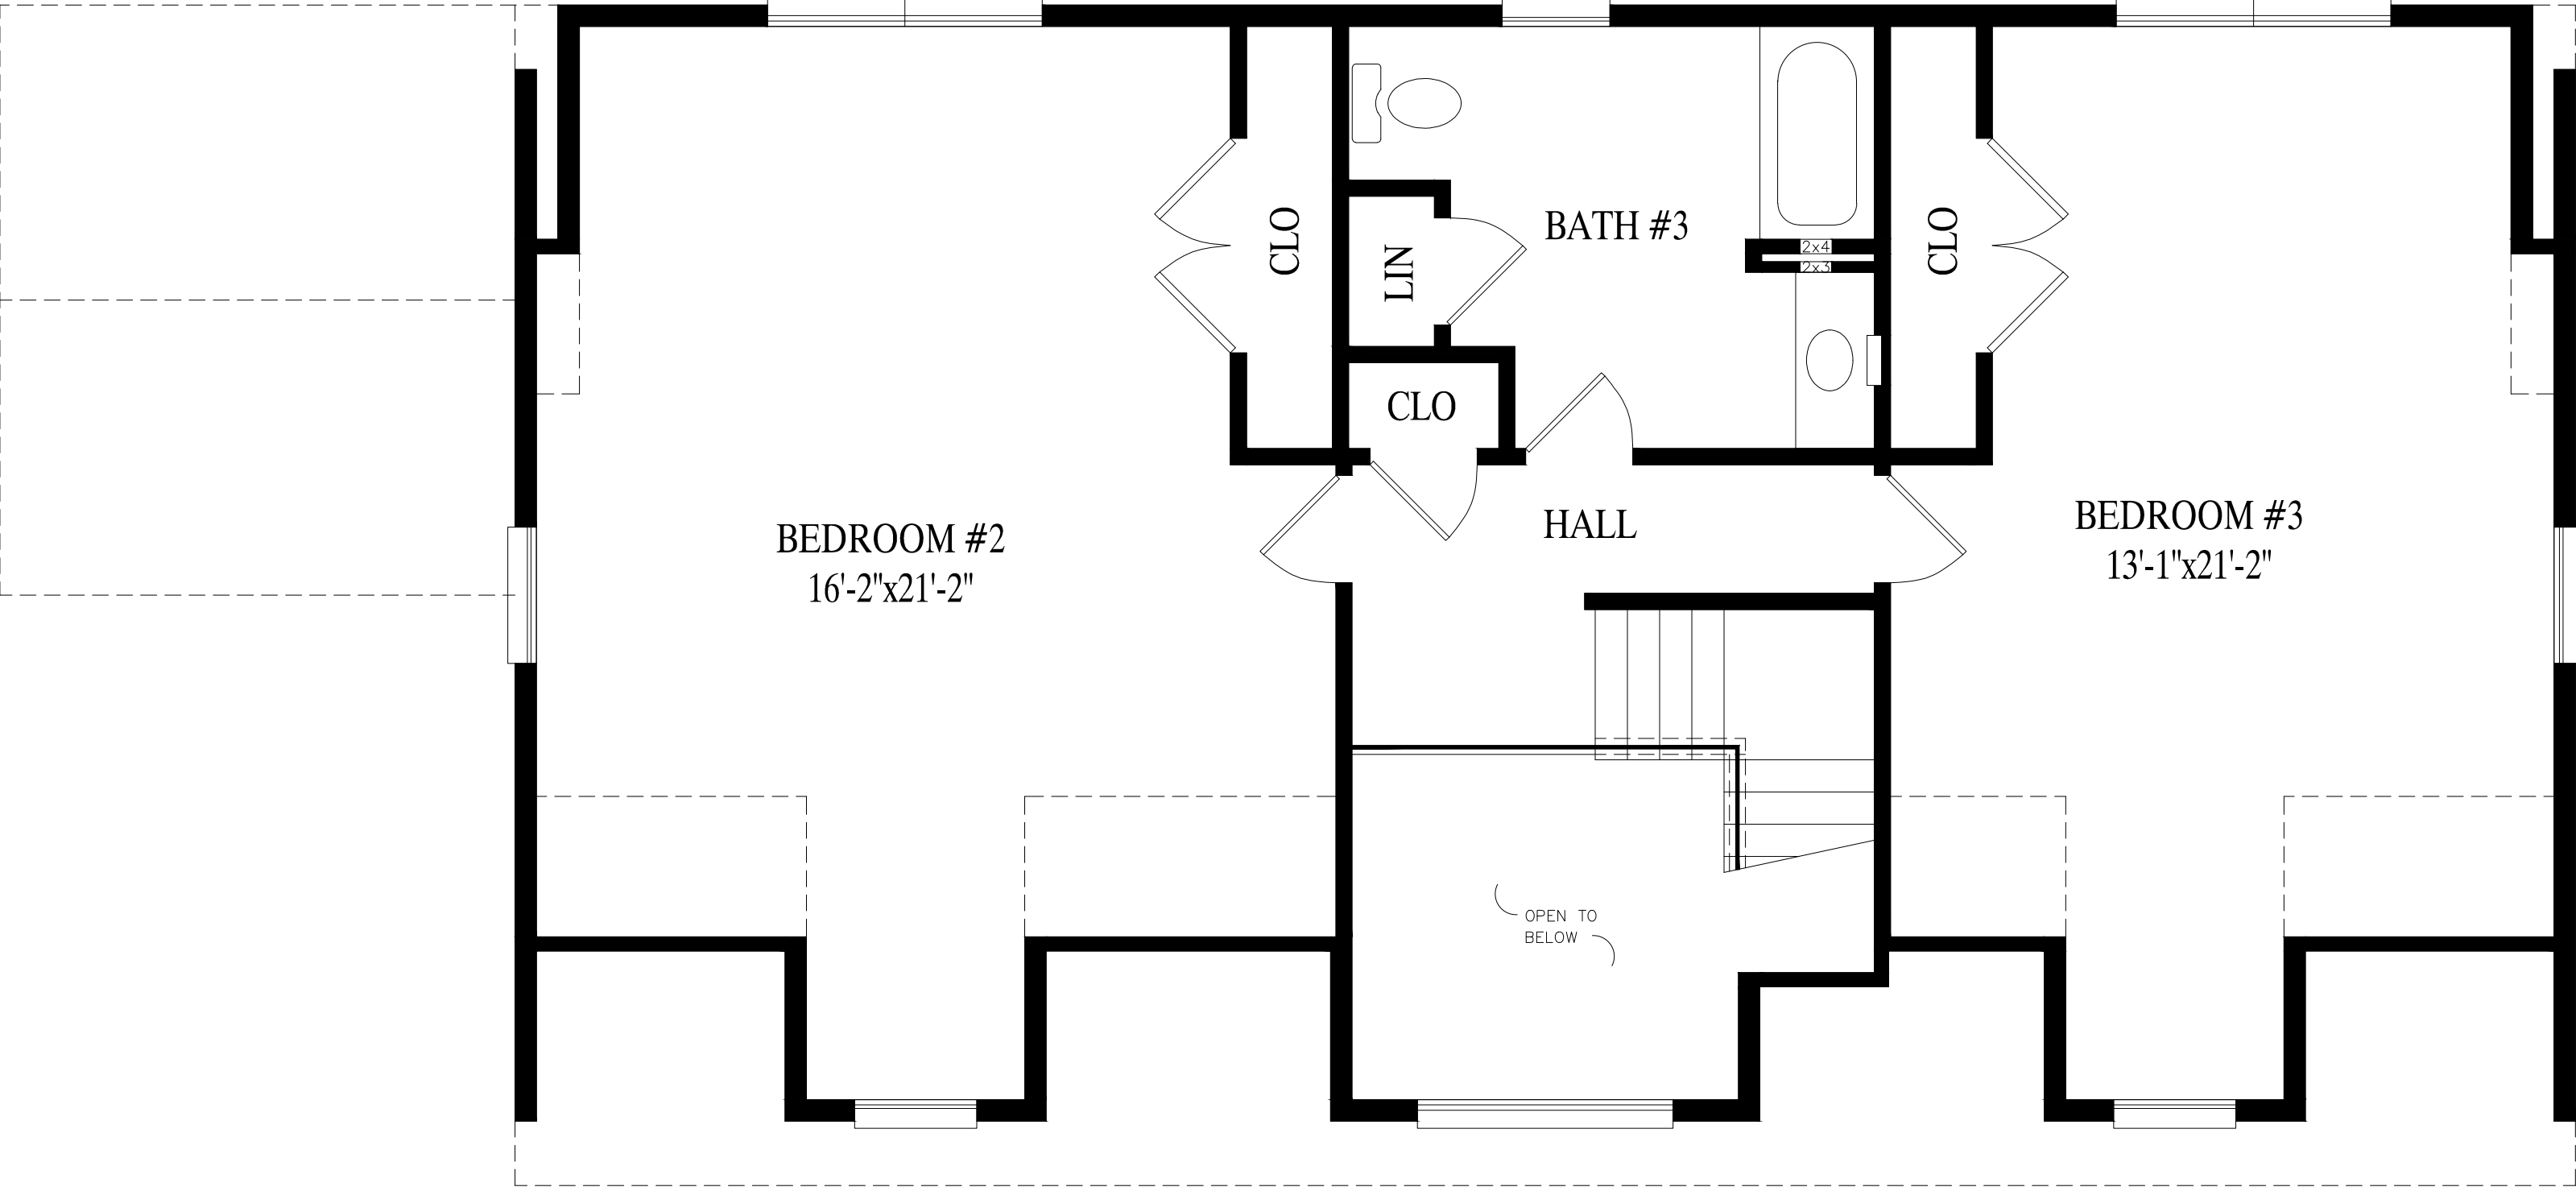 CLO
BATH #3
CLO
LIN
2x4
2x3
CLO
HALL
BEDROOM #2
16'-2"x21'-2"
BEDROOM #3
13'-1"x21'-2"
OPEN TO
BELOW